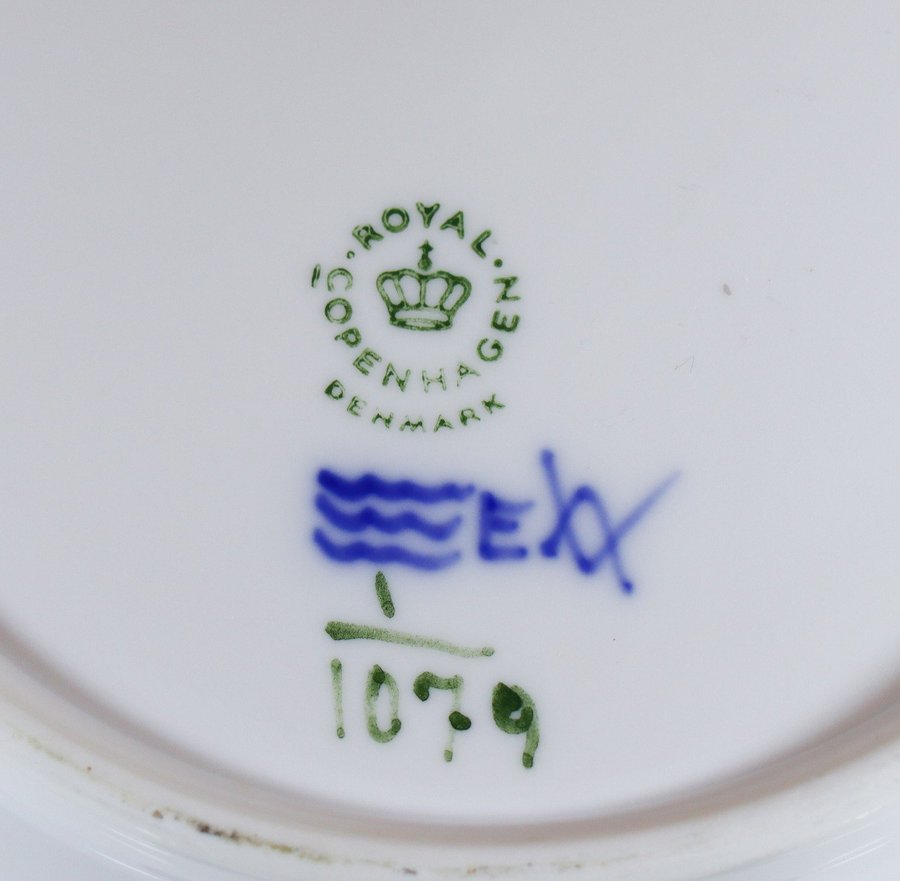 ROYAL
COPENHAGEN
DENMARK
E
1
1079